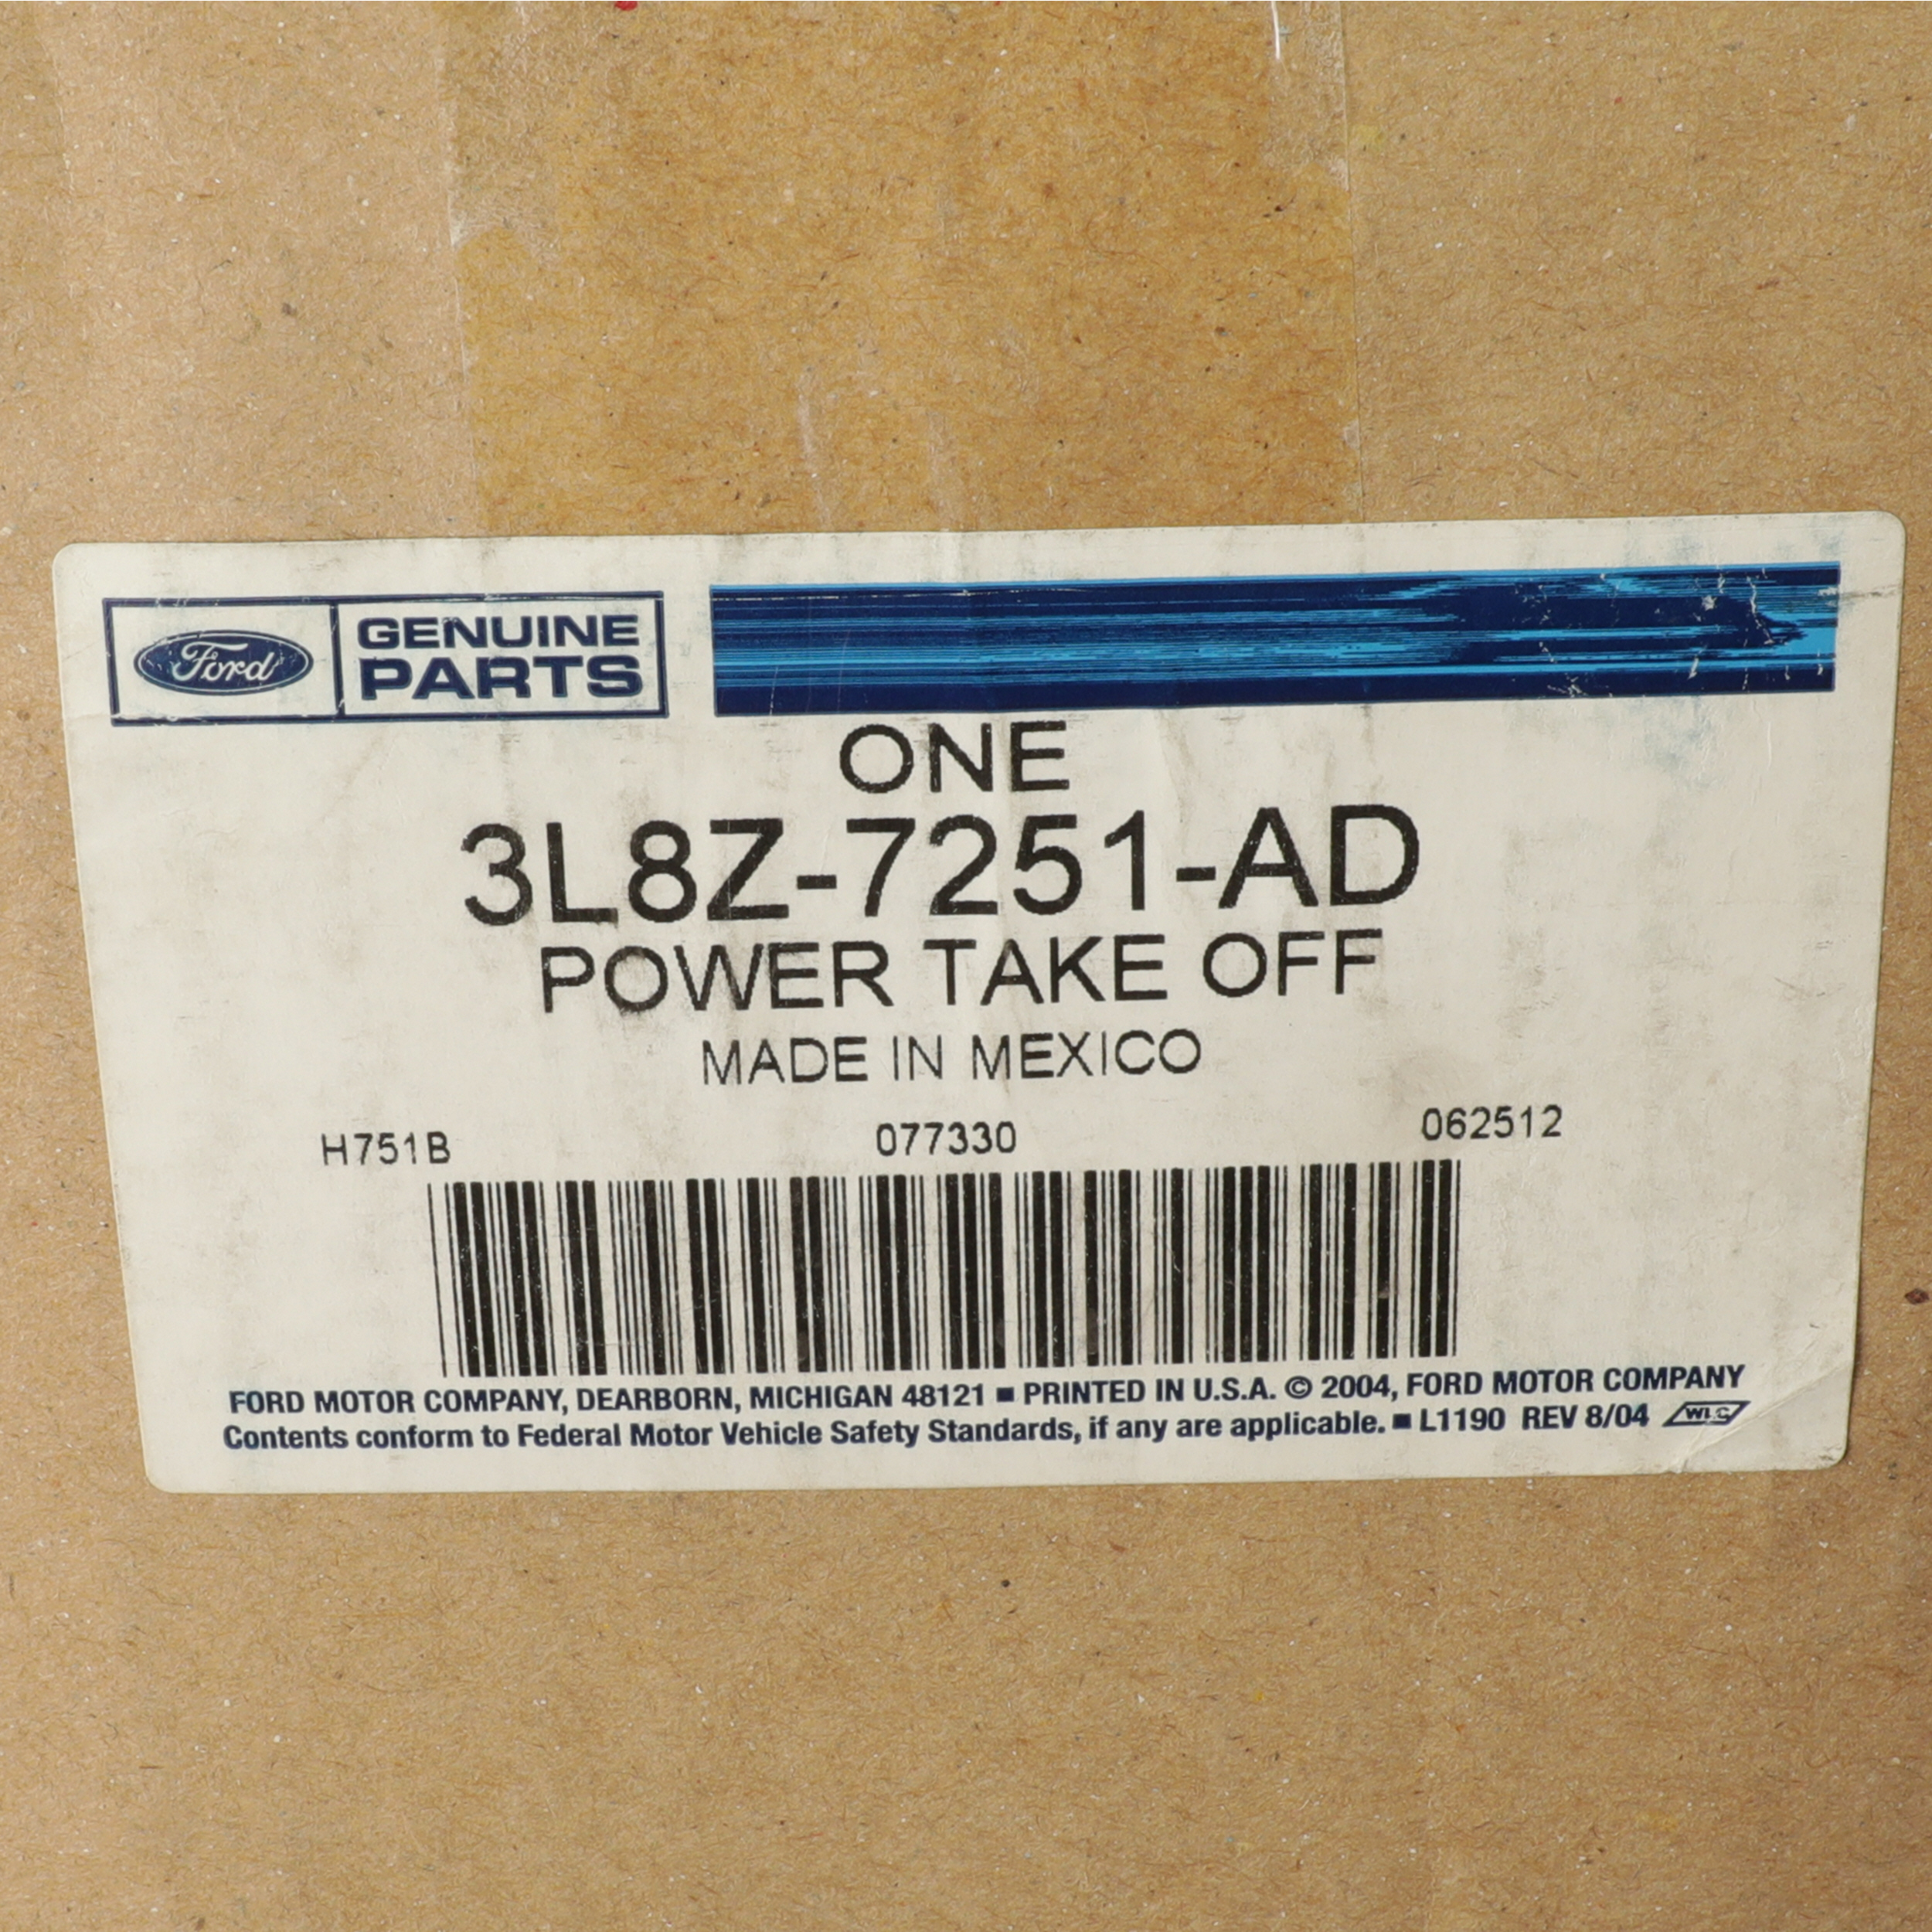 Ford GENUINE PARTS
ONE
3L8Z-7251-AD
POWER TAKE OFF
MADE IN MEXICO
H751B 077330 062512
FORD MOTOR COMPANY, DEARBORN, MICHIGAN 48121 ■ PRINTED IN U.S.A. © 2004, FORD MOTOR COMPANY
Contents conform to Federal Motor Vehicle Safety Standards, if any are applicable. ■ L1190 REV 8/04